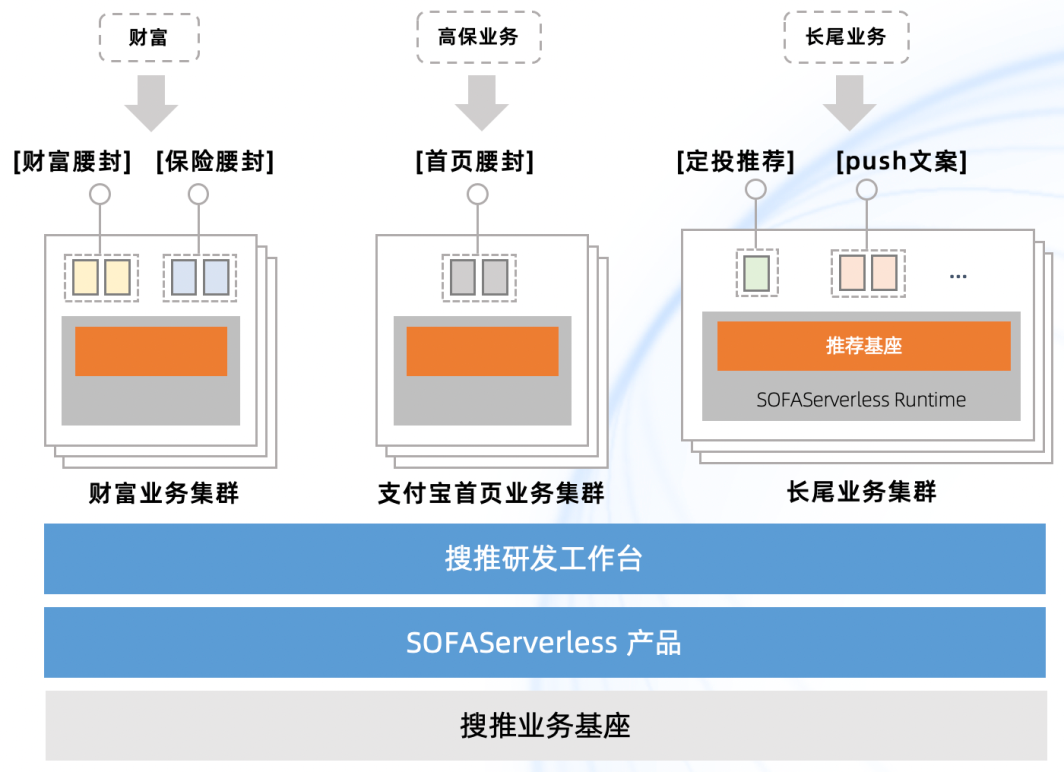 财富
高保业务
长尾业务
[财富腰封]
[保险腰封]
[首页腰封]
[定投推荐]
[push文案]
...
推荐基座
SOFAServerless Runtime
财富业务集群
支付宝首页业务集群
长尾业务集群
搜推研发工作台
SOFAServerless 产品
搜推业务基座